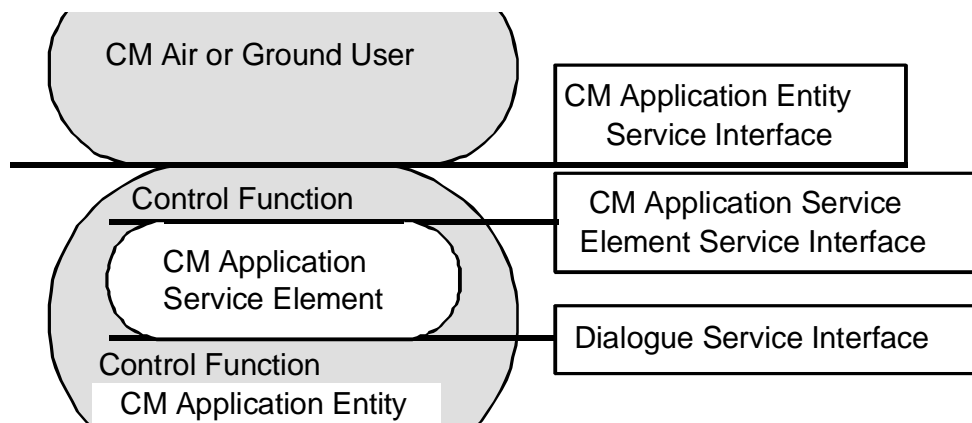 CM Air or Ground User
CM Application Entity
Service Interface
Control Function
CM Application Service
Element Service Interface
CM Application
Service Element
Dialogue Service Interface
Control Function
CM Application Entity